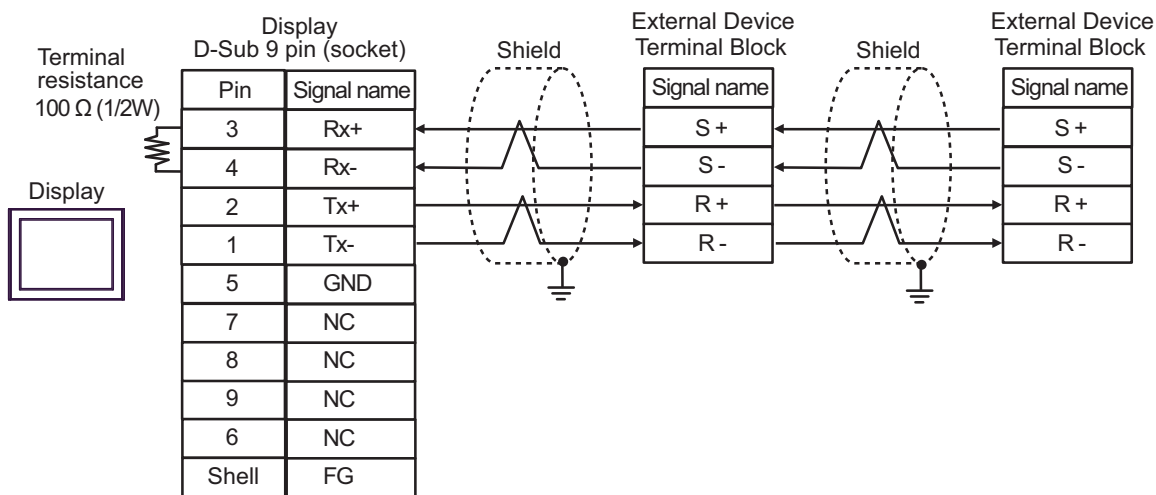 Terminal
resistance
100 Ω (1/2W)
Display
Display
D-Sub 9 pin (socket)
Pin Signal name
3 Rx+
4 Rx-
2 Tx+
1 Tx-
5 GND
7 NC
8 NC
9 NC
6 NC
Shell FG
Shield
External Device
Terminal Block
Signal name
S +
S -
R +
R -
Shield
External Device
Terminal Block
Signal name
S +
S -
R +
R -